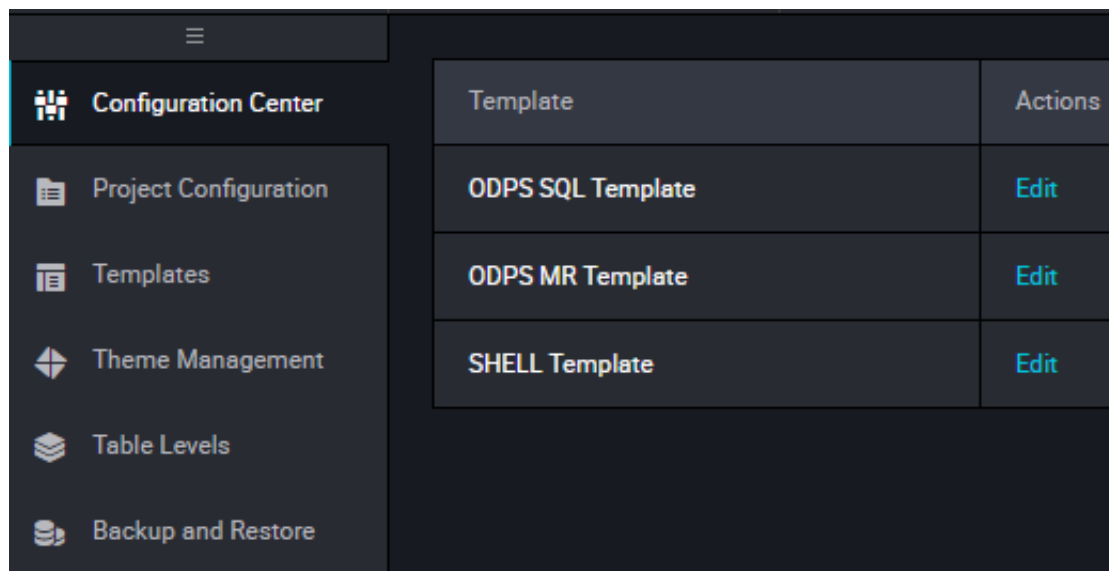 Configuration Center
Project Configuration
Templates
Theme Management
Table Levels
Backup and Restore
Template Actions
ODPS SQL Template Edit
ODPS MR Template Edit
SHELL Template Edit